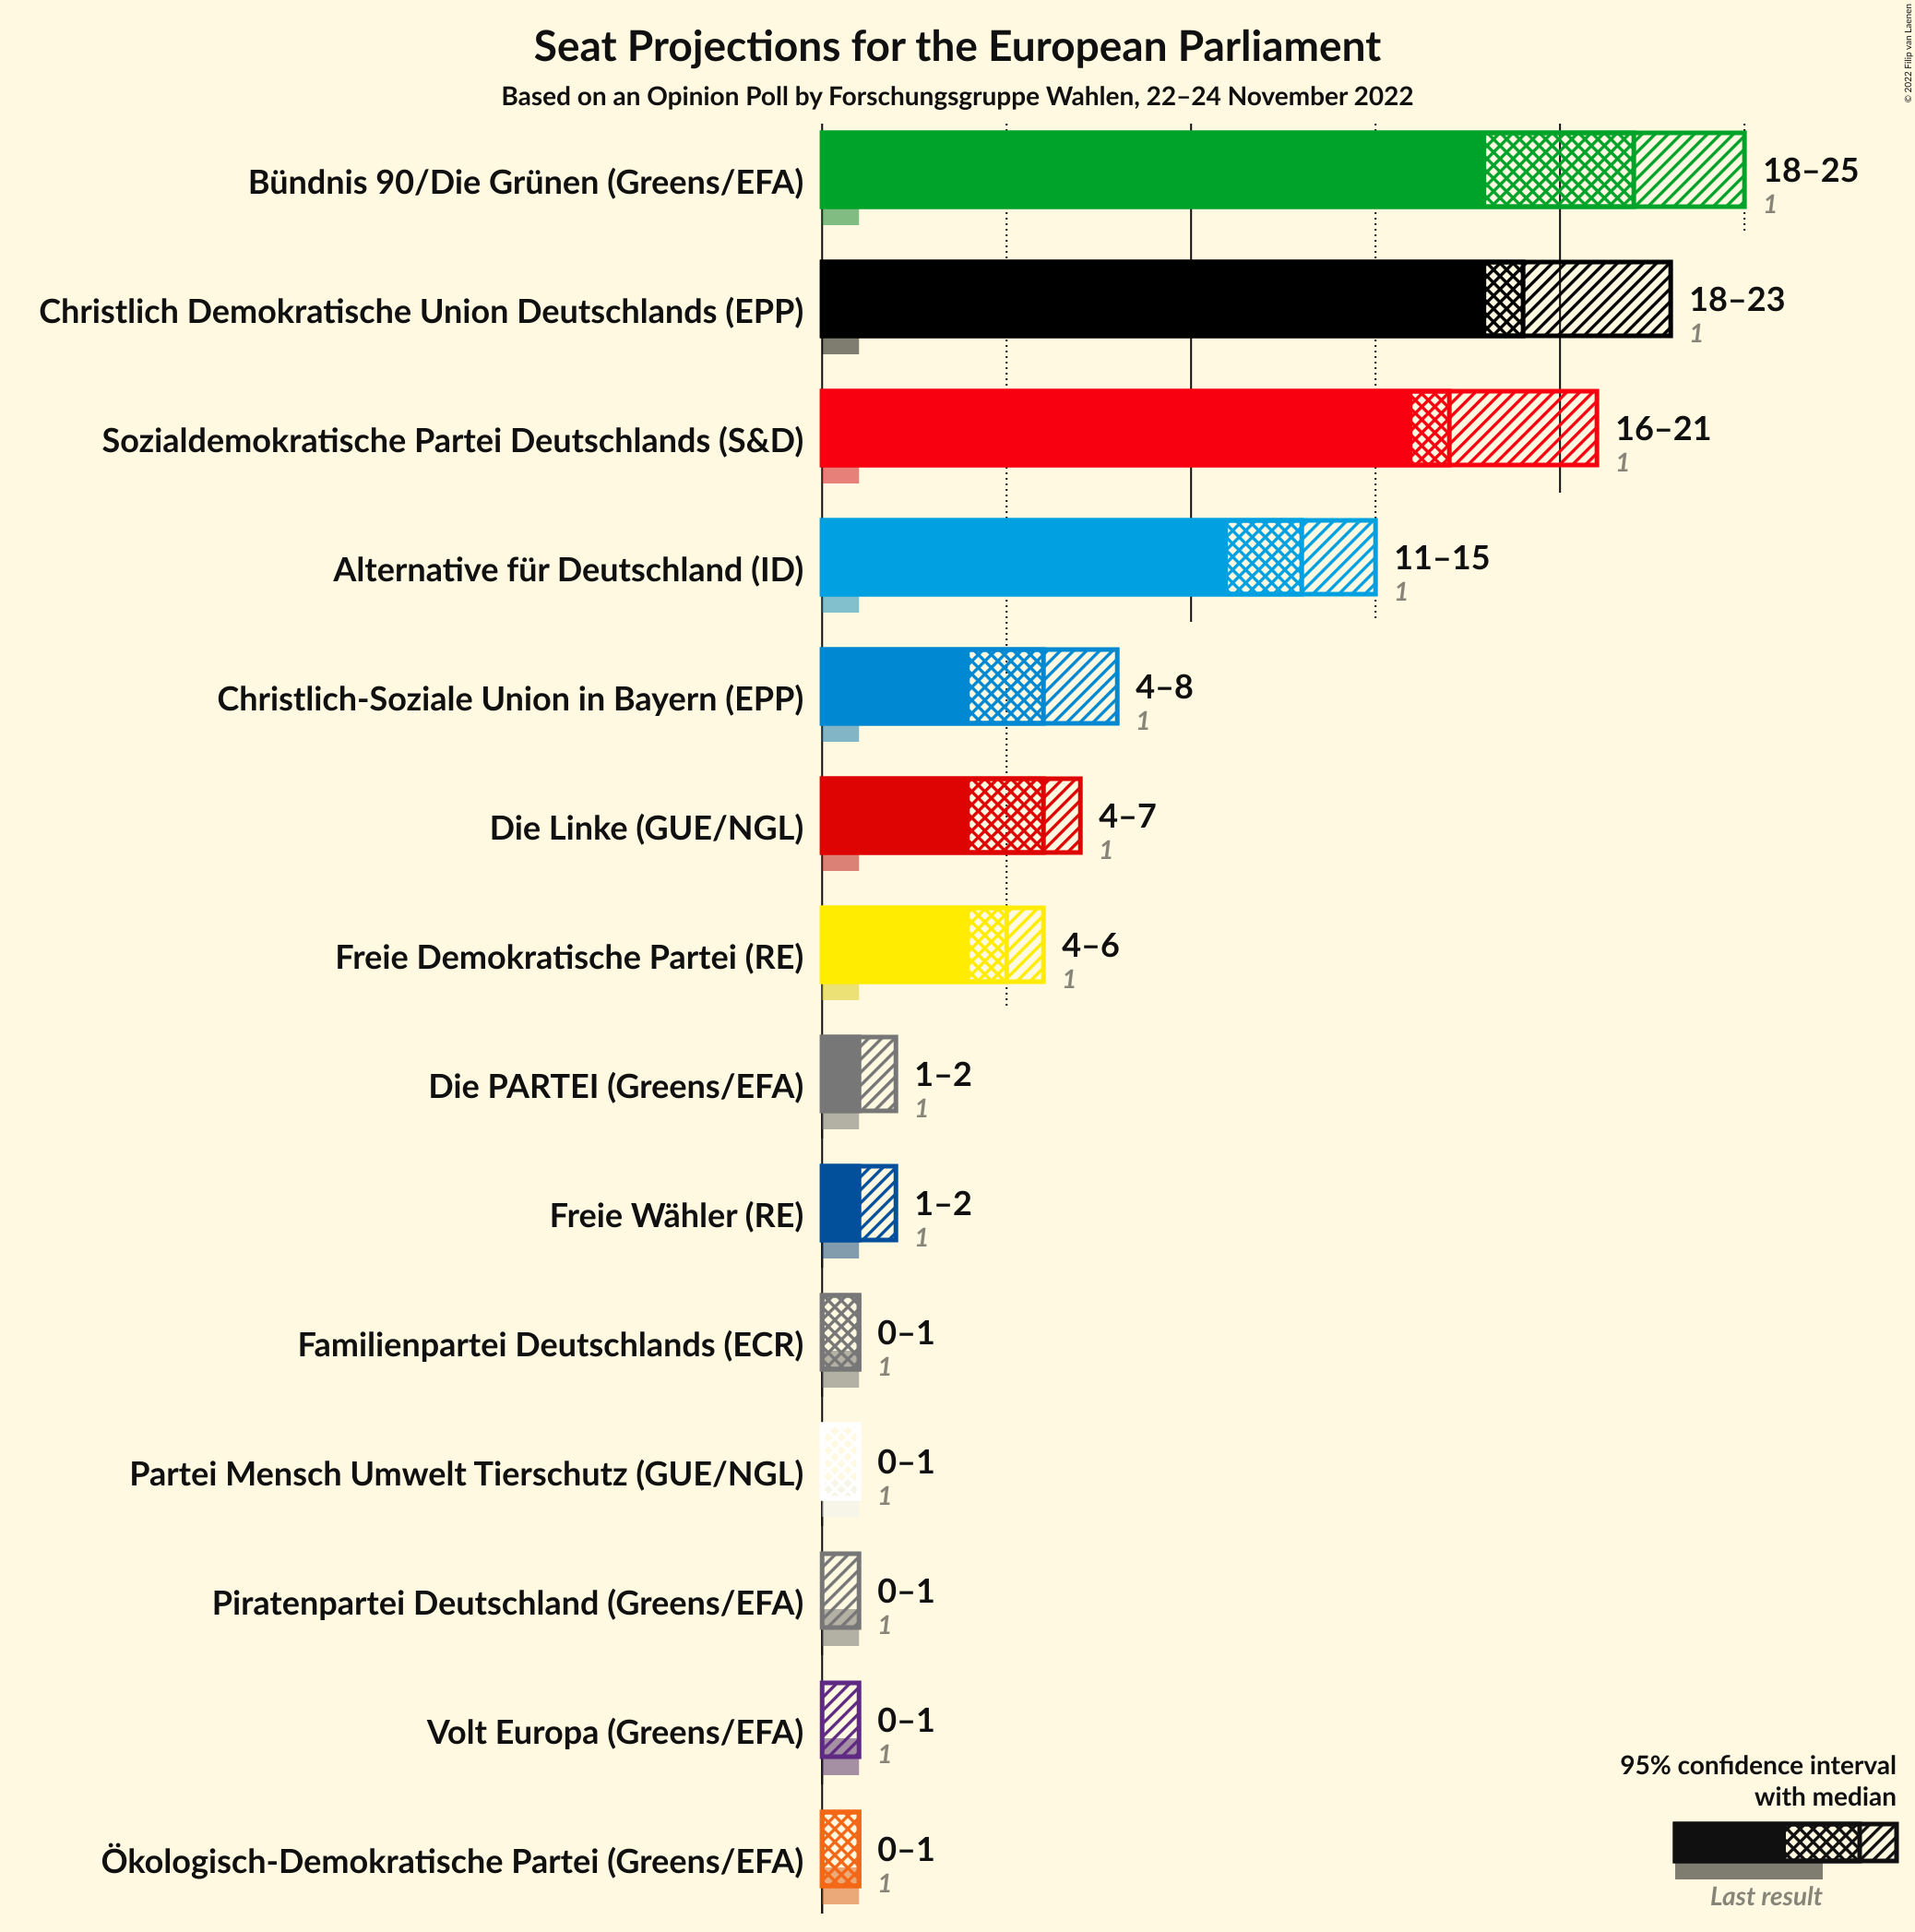 © 2022 Filip van Laenen
Seat Projections for the European Parliament
Based on an Opinion Poll by Forschungsgruppe Wahlen, 22–24 November 2022
Bündnis 90/Die Grünen (Greens/EFA)
18–25
1
Christlich Demokratische Union Deutschlands (EPP)
18–23
1
Sozialdemokratische Partei Deutschlands (S&D)
16–21
1
Alternative für Deutschland (ID)
11–15
1
Christlich-Soziale Union in Bayern (EPP)
4–8
1
Die Linke (GUE/NGL)
4–7
1
Freie Demokratische Partei (RE)
4–6
1
Die PARTEI (Greens/EFA)
1–2
1
Freie Wähler (RE)
1–2
1
Familienpartei Deutschlands (ECR)
0–1
1
Partei Mensch Umwelt Tierschutz (GUE/NGL)
0–1
1
Piratenpartei Deutschland (Greens/EFA)
0–1
1
Volt Europa (Greens/EFA)
0–1
1
Ökologisch-Demokratische Partei (Greens/EFA)
0–1
1
95% confidence interval
with median
Last result